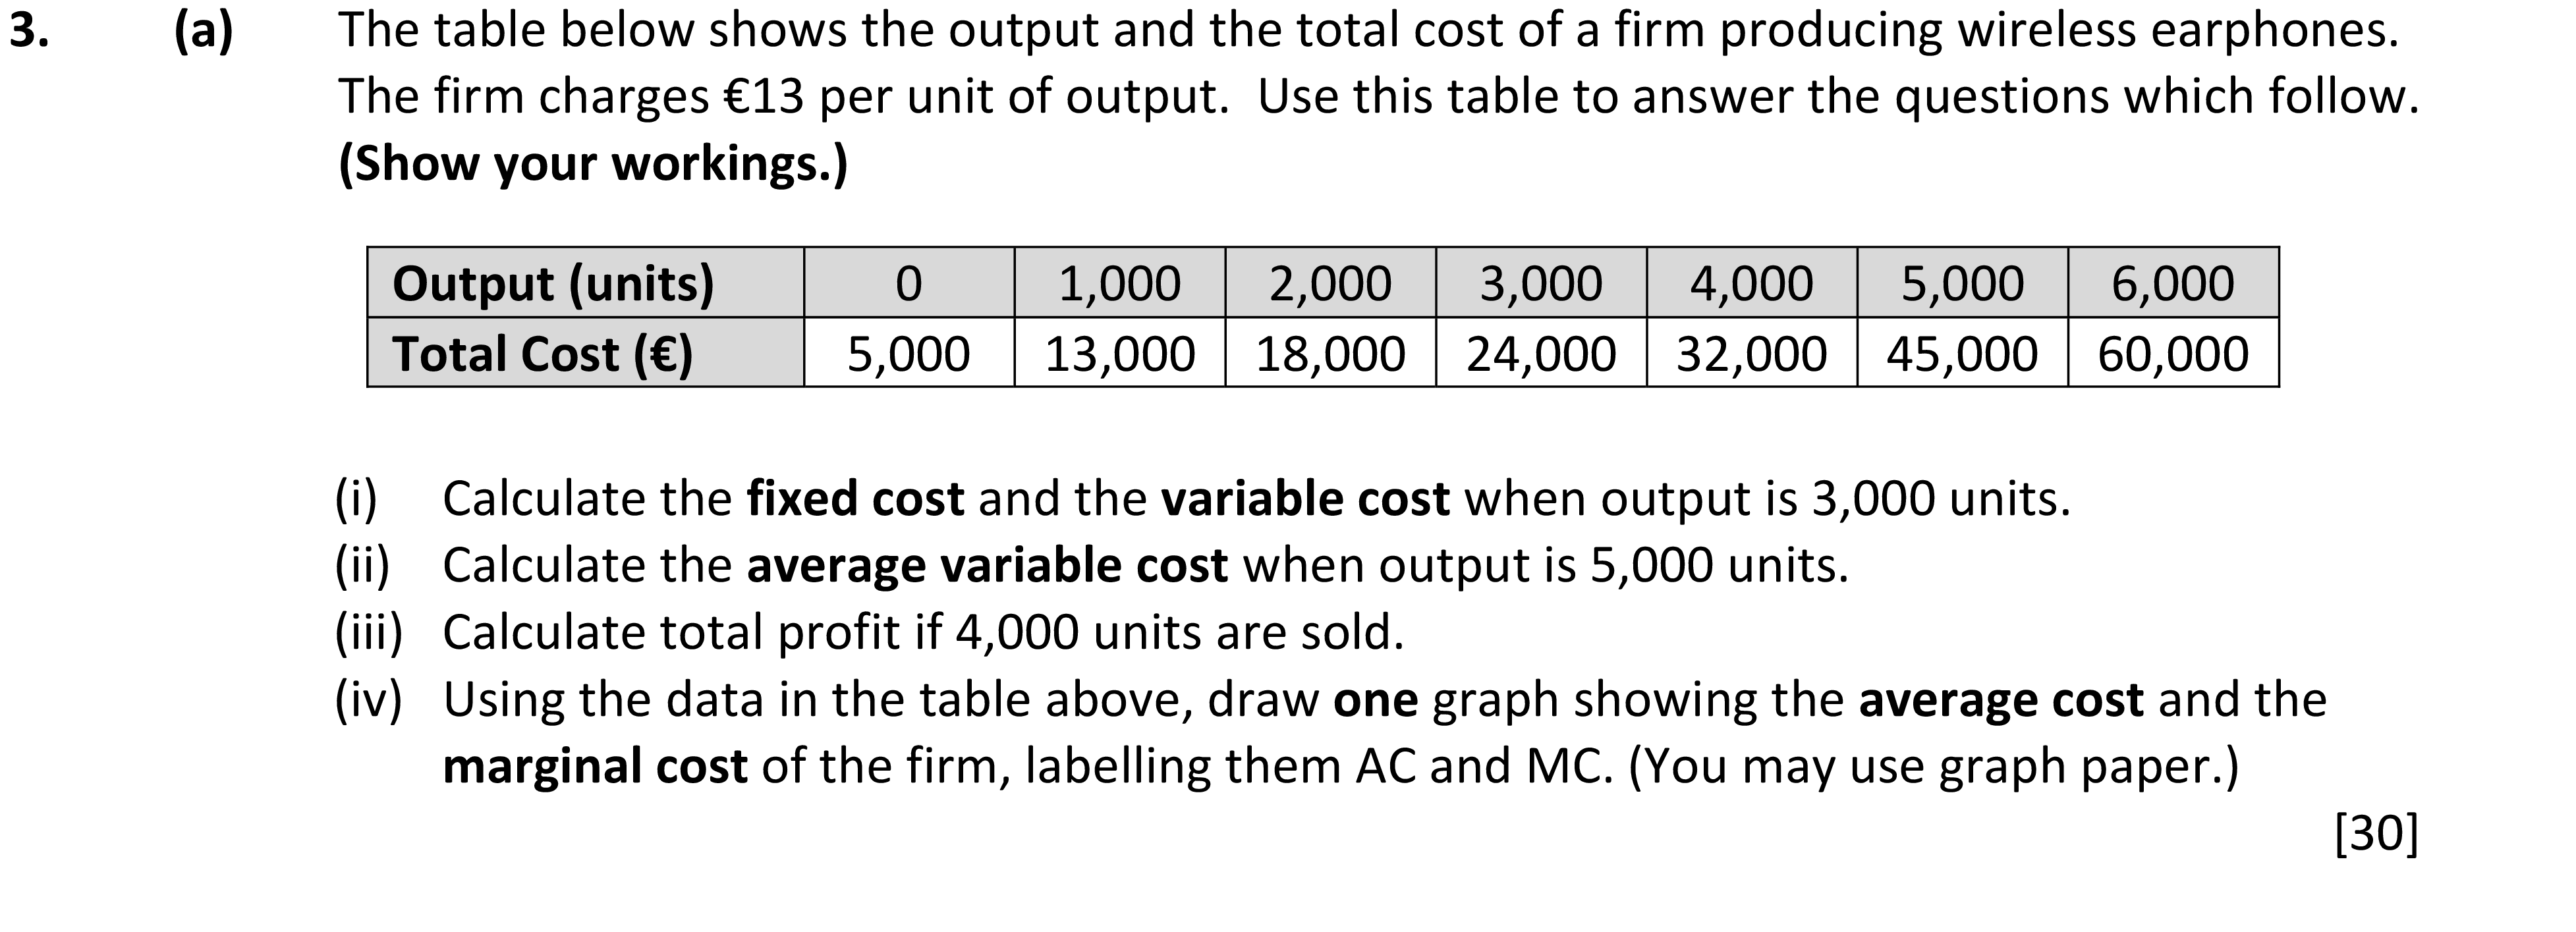 3. (a) The table below shows the output and the total cost of a firm producing wireless earphones.
The firm charges €13 per unit of output. Use this table to answer the questions which follow.
(Show your workings.)
Output (units) 0 1,000 2,000 3,000 4,000 5,000 6,000
Total Cost (€) 5,000 13,000 18,000 24,000 32,000 45,000 60,000
(i) Calculate the fixed cost and the variable cost when output is 3,000 units.
(ii) Calculate the average variable cost when output is 5,000 units.
(iii) Calculate total profit if 4,000 units are sold.
(iv) Using the data in the table above, draw one graph showing the average cost and the
marginal cost of the firm, labelling them AC and MC. (You may use graph paper.)
[30]